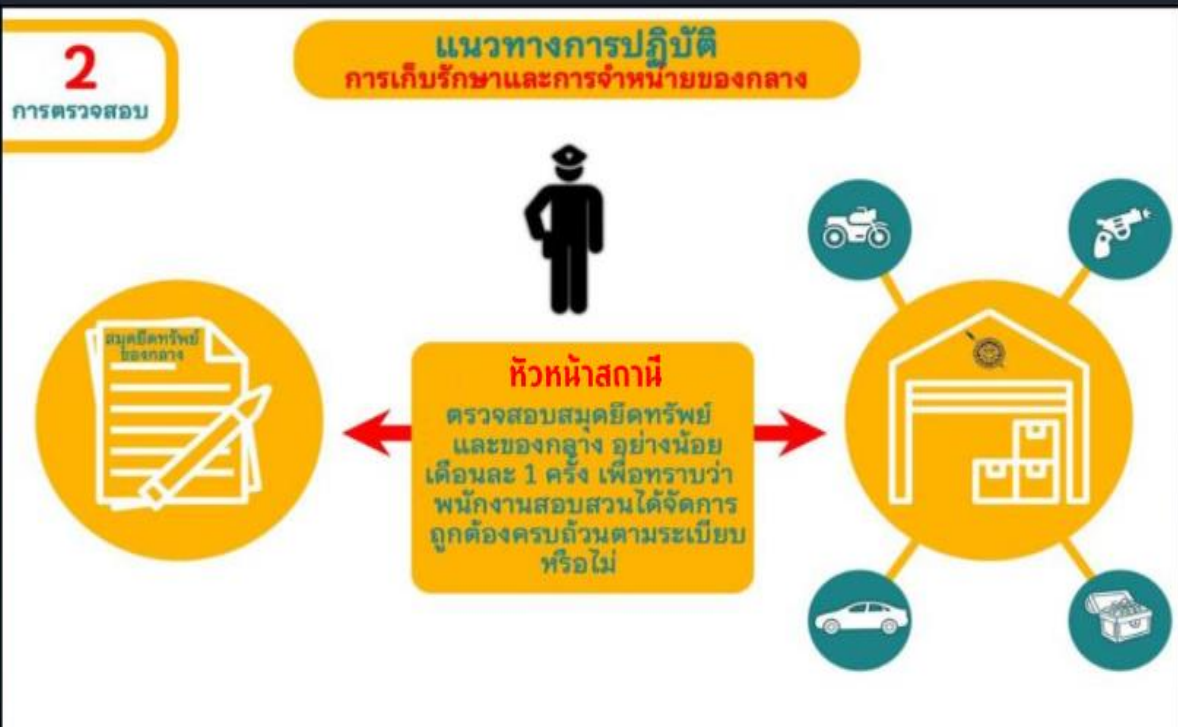 2
การตรวจสอบ
แนวทางการปฏิบัติ
การเก็บรักษาและการจำหน่ายของกลาง
สมุดยึดทรัพย์
ของกลาง
หัวหน้าสถานี
ตรวจสอบสมุดยึดทรัพย์
และของกลาง อย่างน้อย
เดือนละ 1 ครั้ง เพื่อทราบว่า
พนักงานสอบสวนได้จัดการ
ถูกต้องครบถ้วนตามระเบียบ
หรือไม่